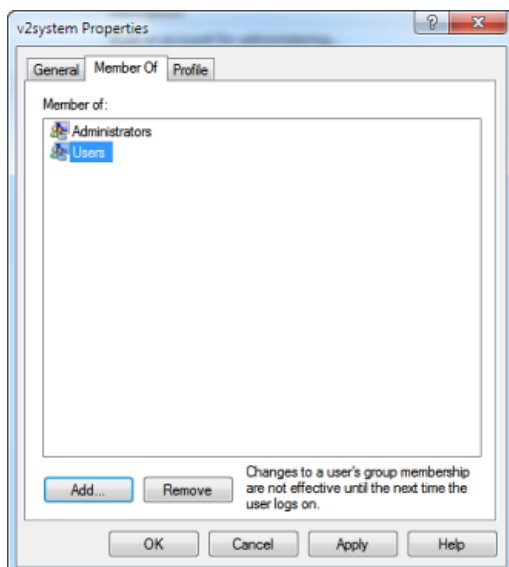 v2system Properties
General Member Of Profile
Member of:
Administrators
Users
Add... Remove
Changes to a user's group membership
are not effective until the next time the
user logs on.
OK Cancel Apply Help